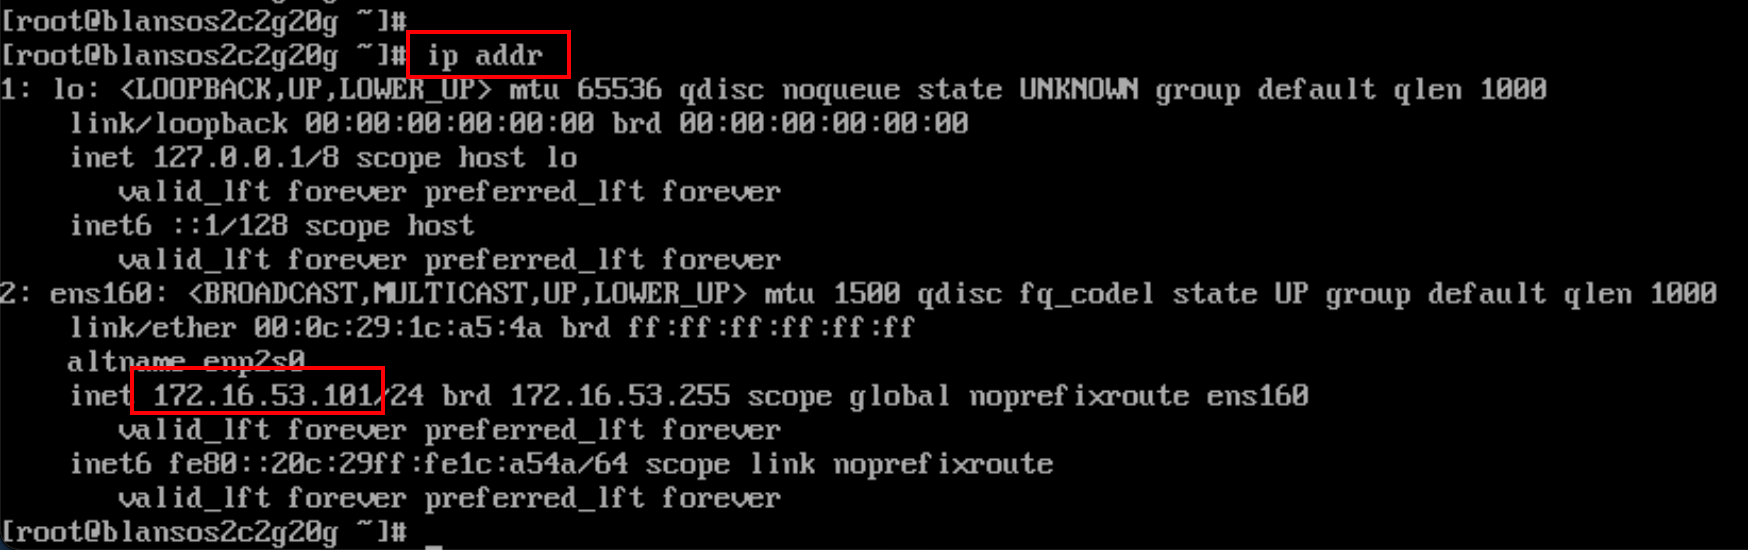 [root@blansos2c2g20g ~]#
[root@blansos2c2g20g ~]# ip addr
1: lo: <LOOPBACK,UP,LOWER_UP> mtu 65536 qdisc noqueue state UNKNOWN group default qlen 1000
link/loopback 00:00:00:00:00:00 brd 00:00:00:00:00:00
inet 127.0.0.1/8 scope host lo
valid_lft forever preferred_lft forever
inet6 ::1/128 scope host
valid_lft forever preferred_lft forever
2: ens160: <BROADCAST,MULTICAST,UP,LOWER_UP> mtu 1500 qdisc fq_codel state UP group default qlen 1000
link/ether 00:0c:29:1c:a5:4a brd ff:ff:ff:ff:ff:ff
altname enp2s0
inet 172.16.53.101/24 brd 172.16.53.255 scope global noprefixroute ens160
valid_lft forever preferred_lft forever
inet6 fe80::20c:29ff:fe1c:a54a/64 scope link noprefixroute
valid_lft forever preferred_lft forever
[root@blansos2c2g20g ~]# _